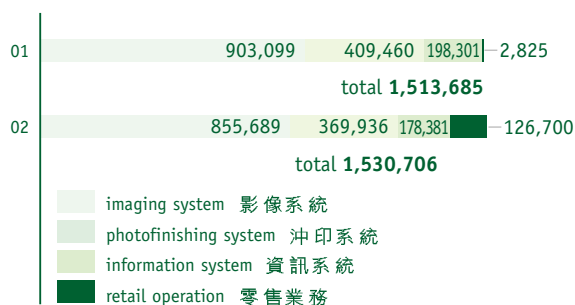 01 903,099 409,460 198,301 2,825
total 1,513,685
02 855,689 369,936 178,381 126,700
total 1,530,706
imaging system 影像系統
photofinishing system 沖印系統
information system 資訊系統
retail operation 零售業務